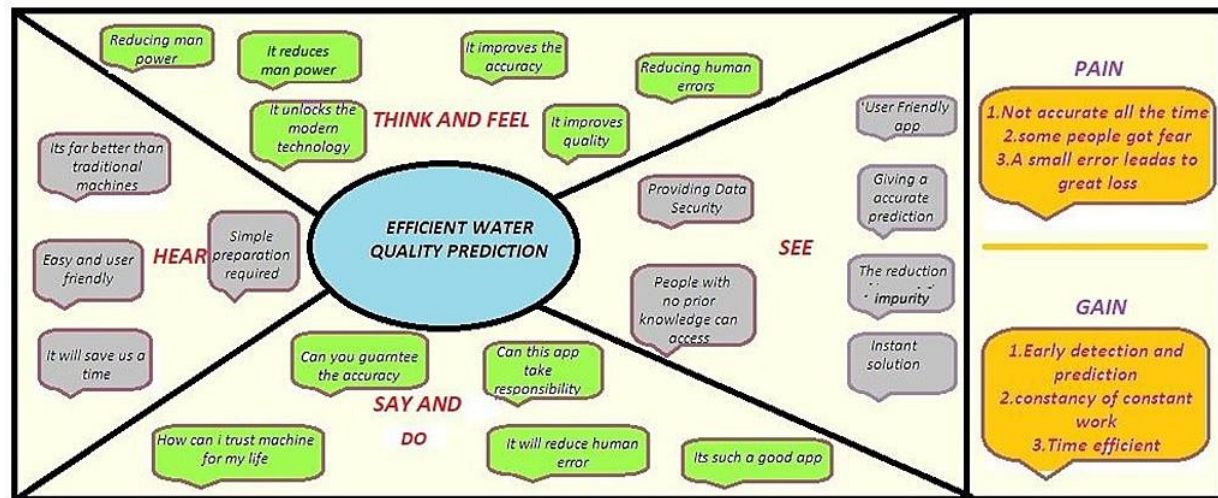 Reducing man
power
It reduces
man power
It improves the
accuracy
Reducing human
errors
It unlocks the
modern
technology
THINK AND FEEL
It improves
quality
Its far better than
traditional
machines
HEAR
Simple
preparation
required
Easy and user
friendly
It will save us a
time
EFFICIENT WATER
QUALITY PREDICTION
'User Friendly
app
Providing Data
Security
Giving a
accurate
prediction
SEE
The reduction
impurity
People with
no prior
knowledge can
access
Instant
solution
Can you guarntee
the accuracy
Can this app
take
responsibility
SAY AND
DO
How can i trust machine
for my life
It will reduce human
error
Its such a good app
PAIN
1.Not accurate all the time
2.some people got fear
3.A small error leadas to
great loss
GAIN
1.Early detection and
prediction
2.constancy of constant
work
3.Time efficient